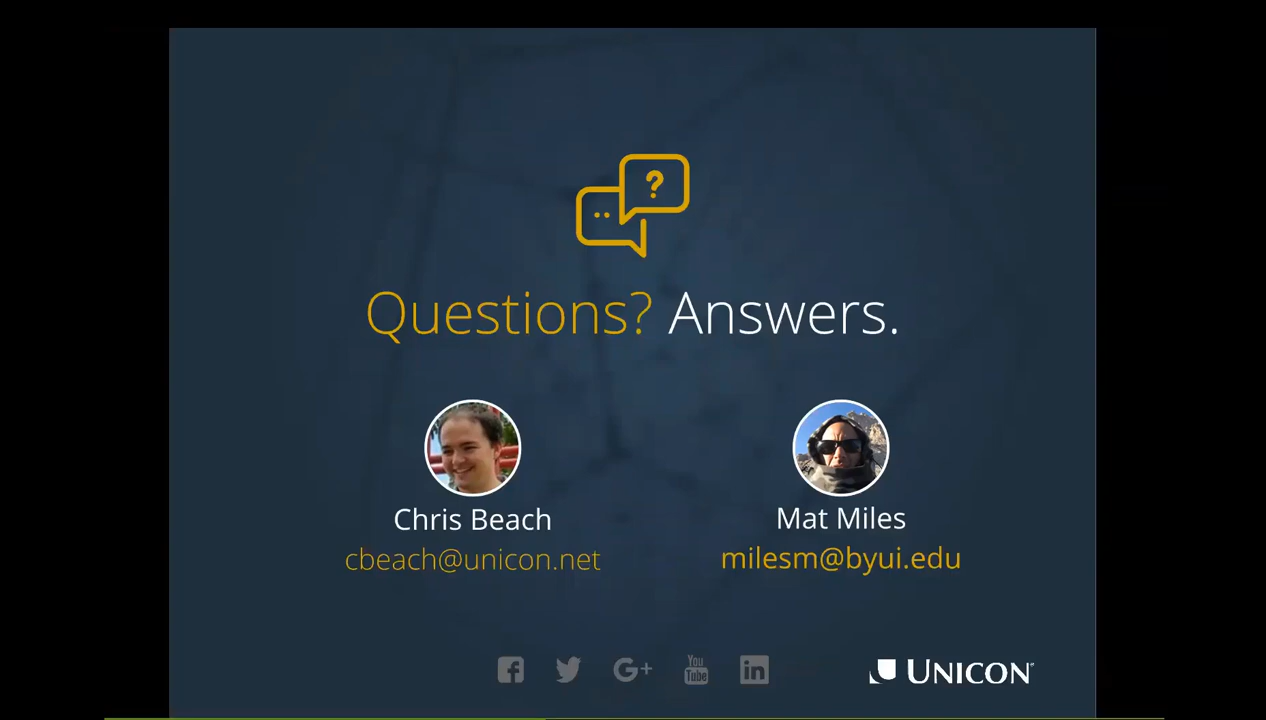 ?
Questions? Answers.
Chris Beach
Mat Miles
cbeach@unicon.net
milesm@byui.edu
f G+ You Tube in
UNICON